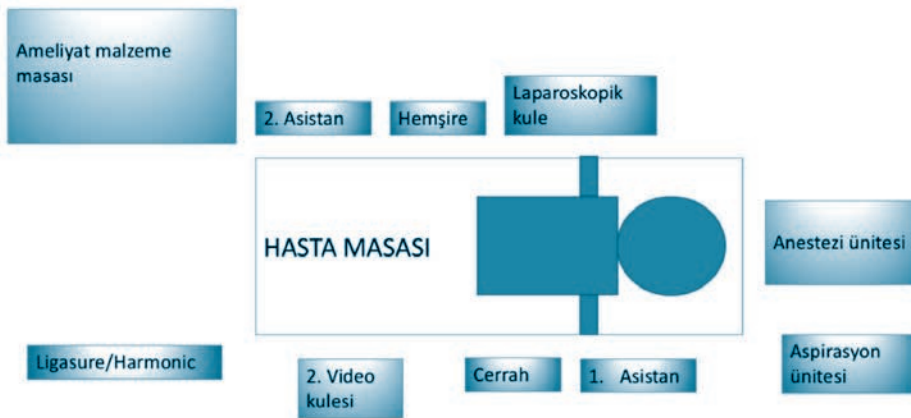 Ameliyat malzeme
masası
2. Asistan
Hemşire
Laparoskopik
kule
HASTA MASASI
Anestezi ünitesi
Ligasure/Harmonic
2. Video
kulesi
Cerrah
1. Asistan
Aspirasyon
ünitesi